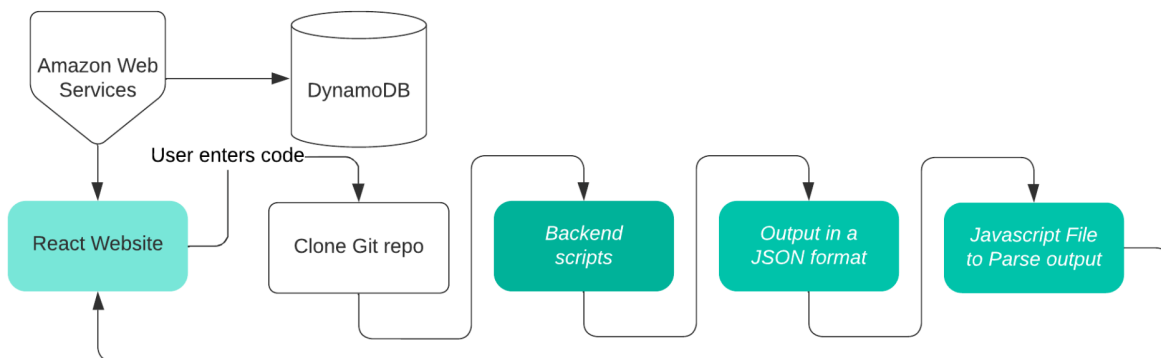 Amazon Web
Services
DynamoDB
User enters code
React Website
Clone Git repo
Backend
scripts
Output in a
JSON format
Javascript File
to Parse output